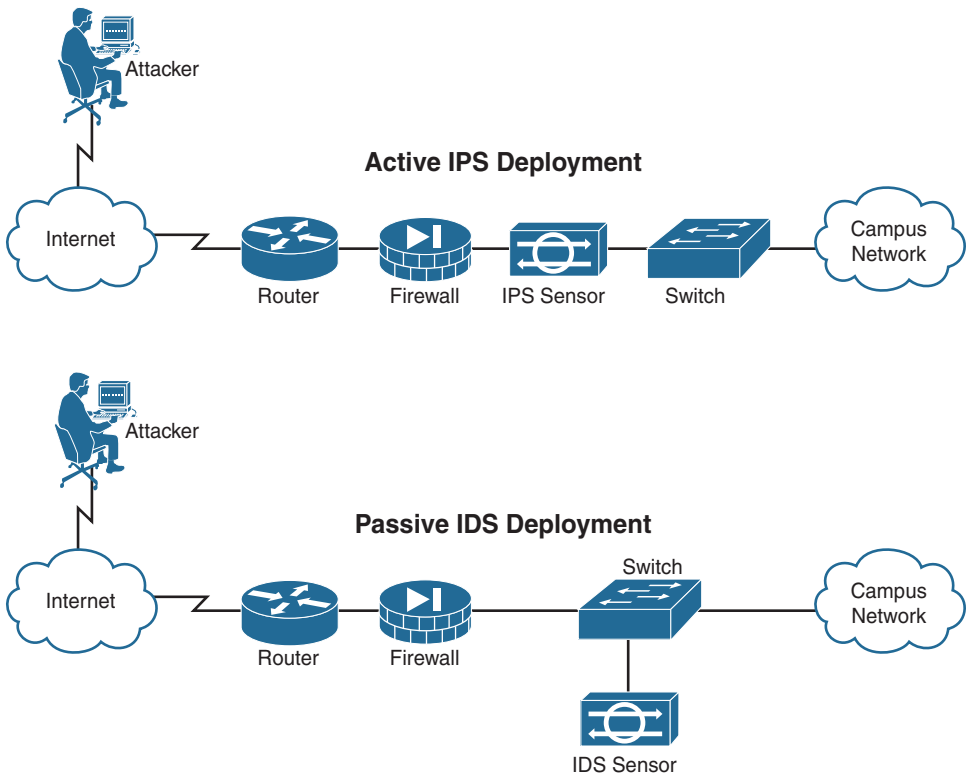 Attacker
Active IPS Deployment
Internet
Campus
Network
Router
Firewall
IPS Sensor
Switch
Attacker
Passive IDS Deployment
Switch
Internet
Campus
Network
Router
Firewall
IDS Sensor